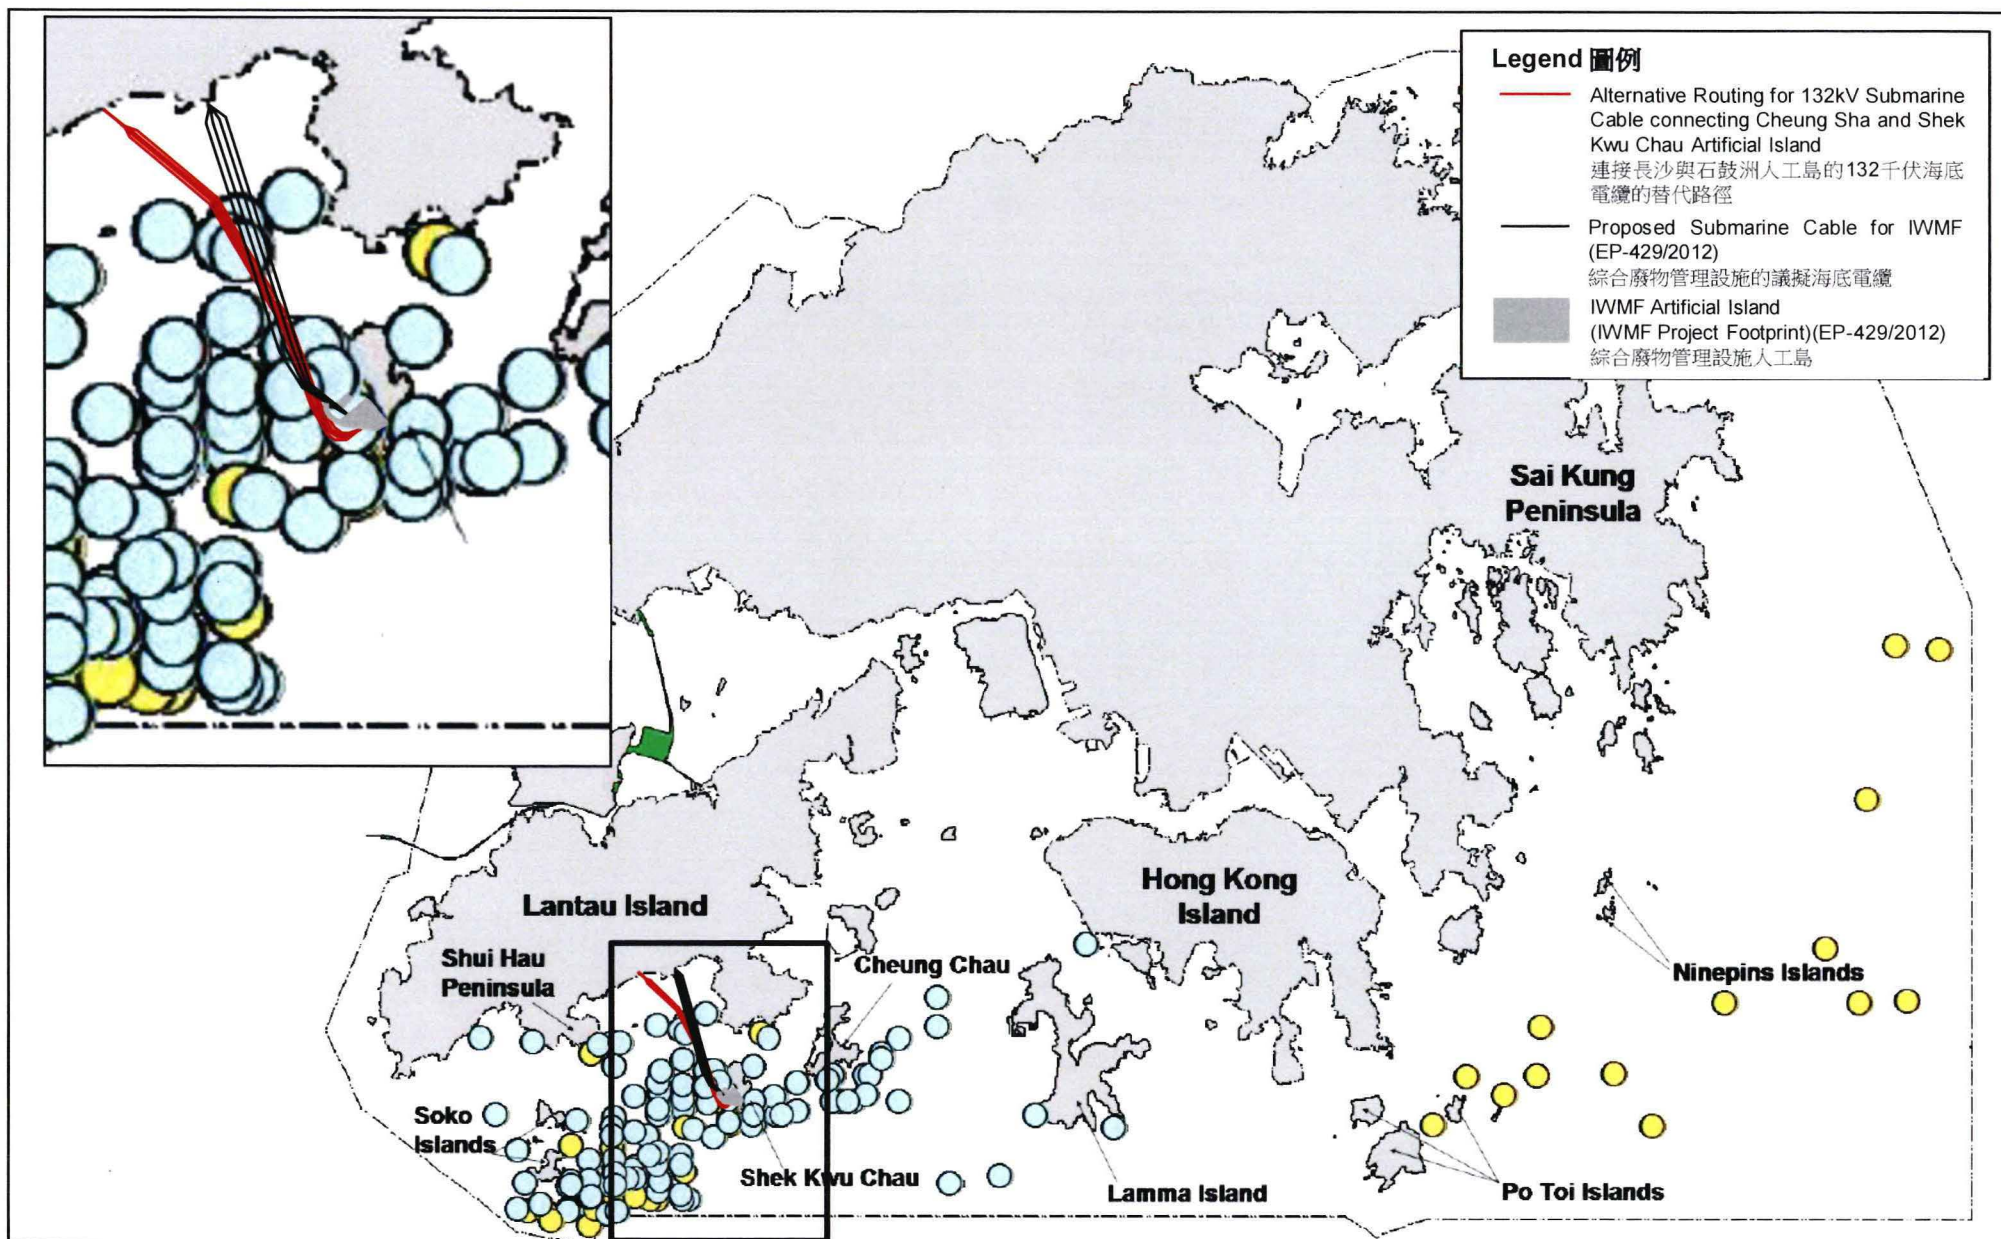 Legend 圖例
Alternative Routing for 132kV Submarine
Cable connecting Cheung Sha and Shek
Kwu Chau Artificial Island
連接長沙與石鼓洲人工島的132千伏海底
電纜的替代路徑
Proposed Submarine Cable for IWMF
(EP-429/2012)
綜合廢物管理設施的議擬海底電纜
IWMF Artificial Island
(IWMF Project Footprint)(EP-429/2012)
綜合廢物管理設施人工島
Sai Kung
Peninsula
Hong Kong
Island
Lantau Island
Shui Hau
Peninsula
Cheung Chau
Ninepins Islands
Soko
Islands
Shek Kwu Chau
Lamma Island
Po Toi Islands